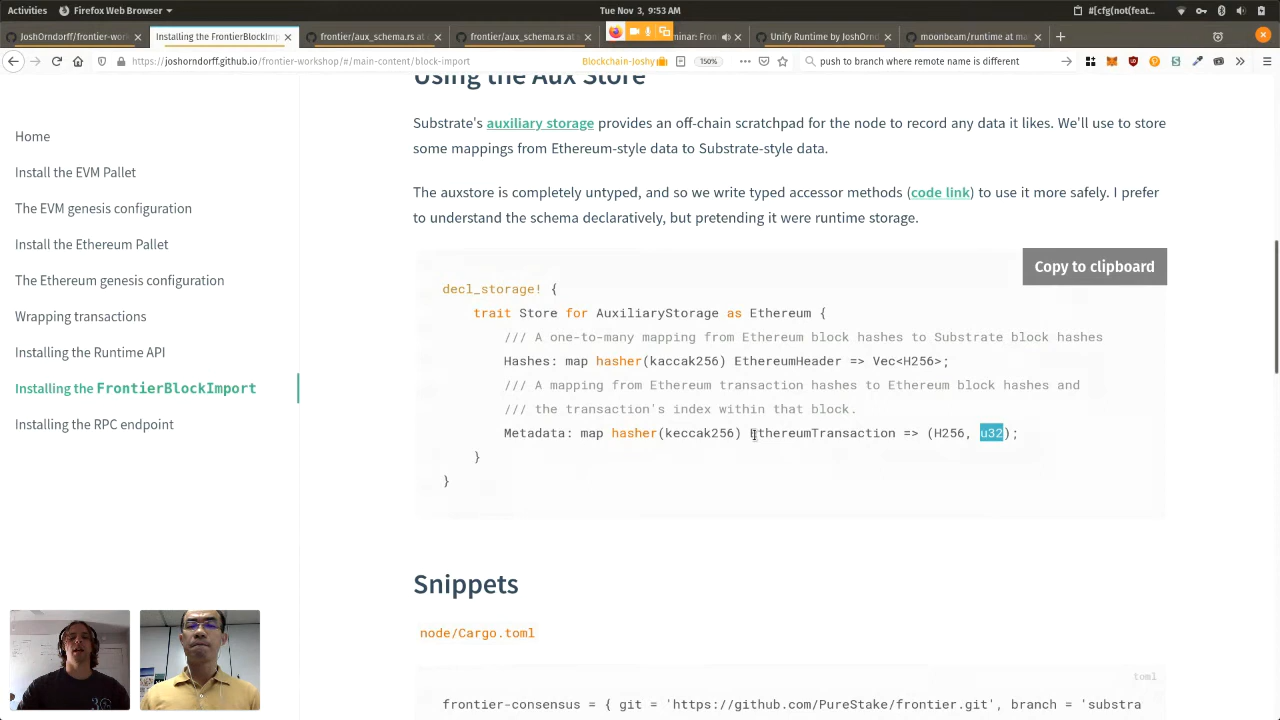 Activities
Firefox Web Browser
Tue Nov 3, 9:53 AM
#[cfg(not(feat...
JoshOrndorff/frontier-wor
Installing the FrontierBlockImp
frontier/aux_schema.rs at
frontier/aux_schema.rs at
minar: Fun
Unify Runtime by JoshOrnd
moonbeam/runtime at ma
https://joshorndorff.github.io/frontier-workshop/#/main-content/block-import
Blockchain-Joshy
150%
push to branch where remote name is different
Using the Aux Store
Home
Install the EVM Pallet
The EVM genesis configuration
Install the Ethereum Pallet
The Ethereum genesis configuration
Wrapping transactions
Installing the Runtime API
Installing the FrontierBlockImport
Installing the RPC endpoint
Substrate's auxiliary storage provides an off-chain scratchpad for the node to record any data it likes. We'll use to store
some mappings from Ethereum-style data to Substrate-style data.
The auxstore is completely untyped, and so we write typed accessor methods (code link) to use it more safely. I prefer
to understand the schema declaratively, but pretending it were runtime storage.
Copy to clipboard
decl_storage! {
trait Store for AuxiliaryStorage as Ethereum {
/// A one-to-many mapping from Ethereum block hashes to Substrate block hashes
Hashes: map hasher(kaccak256) EthereumHeader => Vec<H256>;
/// A mapping from Ethereum transaction hashes to Ethereum block hashes and
/// the transaction's index within that block.
Metadata: map hasher(keccak256) EthereumTransaction => (H256, u32);
}
}
Snippets
node/Cargo.toml
toml
frontier-consensus = { git = 'https://github.com/PureStake/frontier.git', branch = 'substra